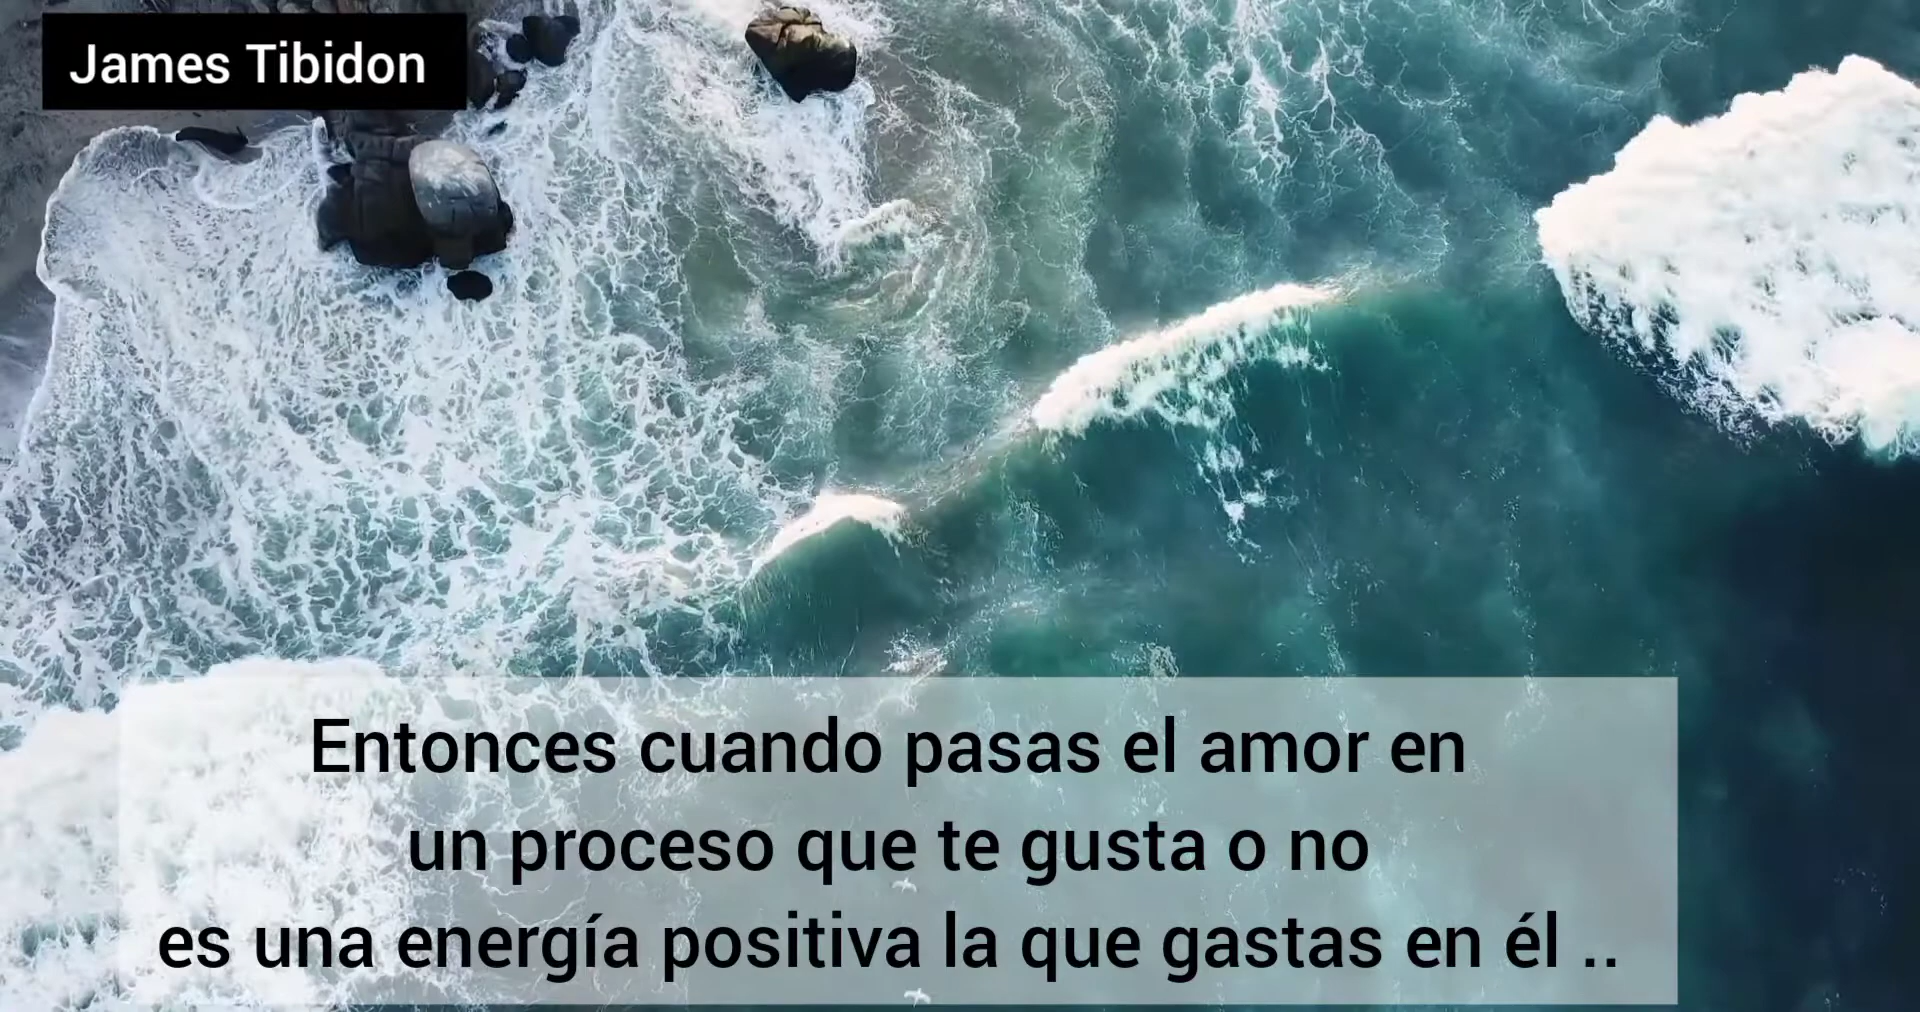 James Tibidon
Entonces cuando pasas el amor en
un proceso que te gusta o no
es una energía positiva la que gastas en él ..